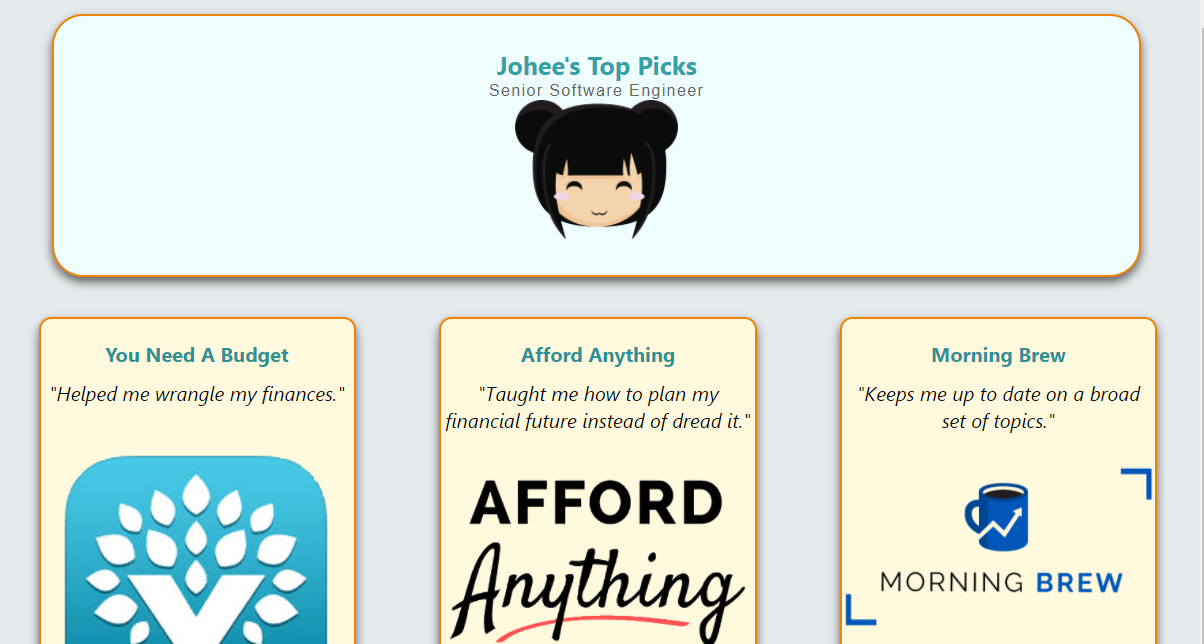 Johee's Top Picks
Senior Software Engineer
You Need A Budget
"Helped me wrangle my finances."
Afford Anything
"Taught me how to plan my
financial future instead of dread it."
AFFORD
Anything
Morning Brew
"Keeps me up to date on a broad
set of topics."
MORNING BREW